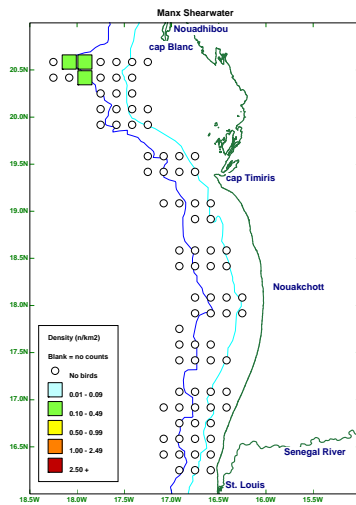 Manx Shearwater
Nouadhibou
cap Blanc
20.5N
20.0N
19.5N
cap Timiris
19.0N
18.5N
Nouakchott
18.0N
17.5N
17.0N
16.5N
Density (n/km2)
Blank = no counts
No birds
0.01 - 0.09
0.10 - 0.49
0.50 - 0.99
1.00 - 2.49
2.50 +
Senegal River
St. Louis
18.5W 18.0W 17.5W 17.0W 16.5W 16.0W 15.5W 15.0W